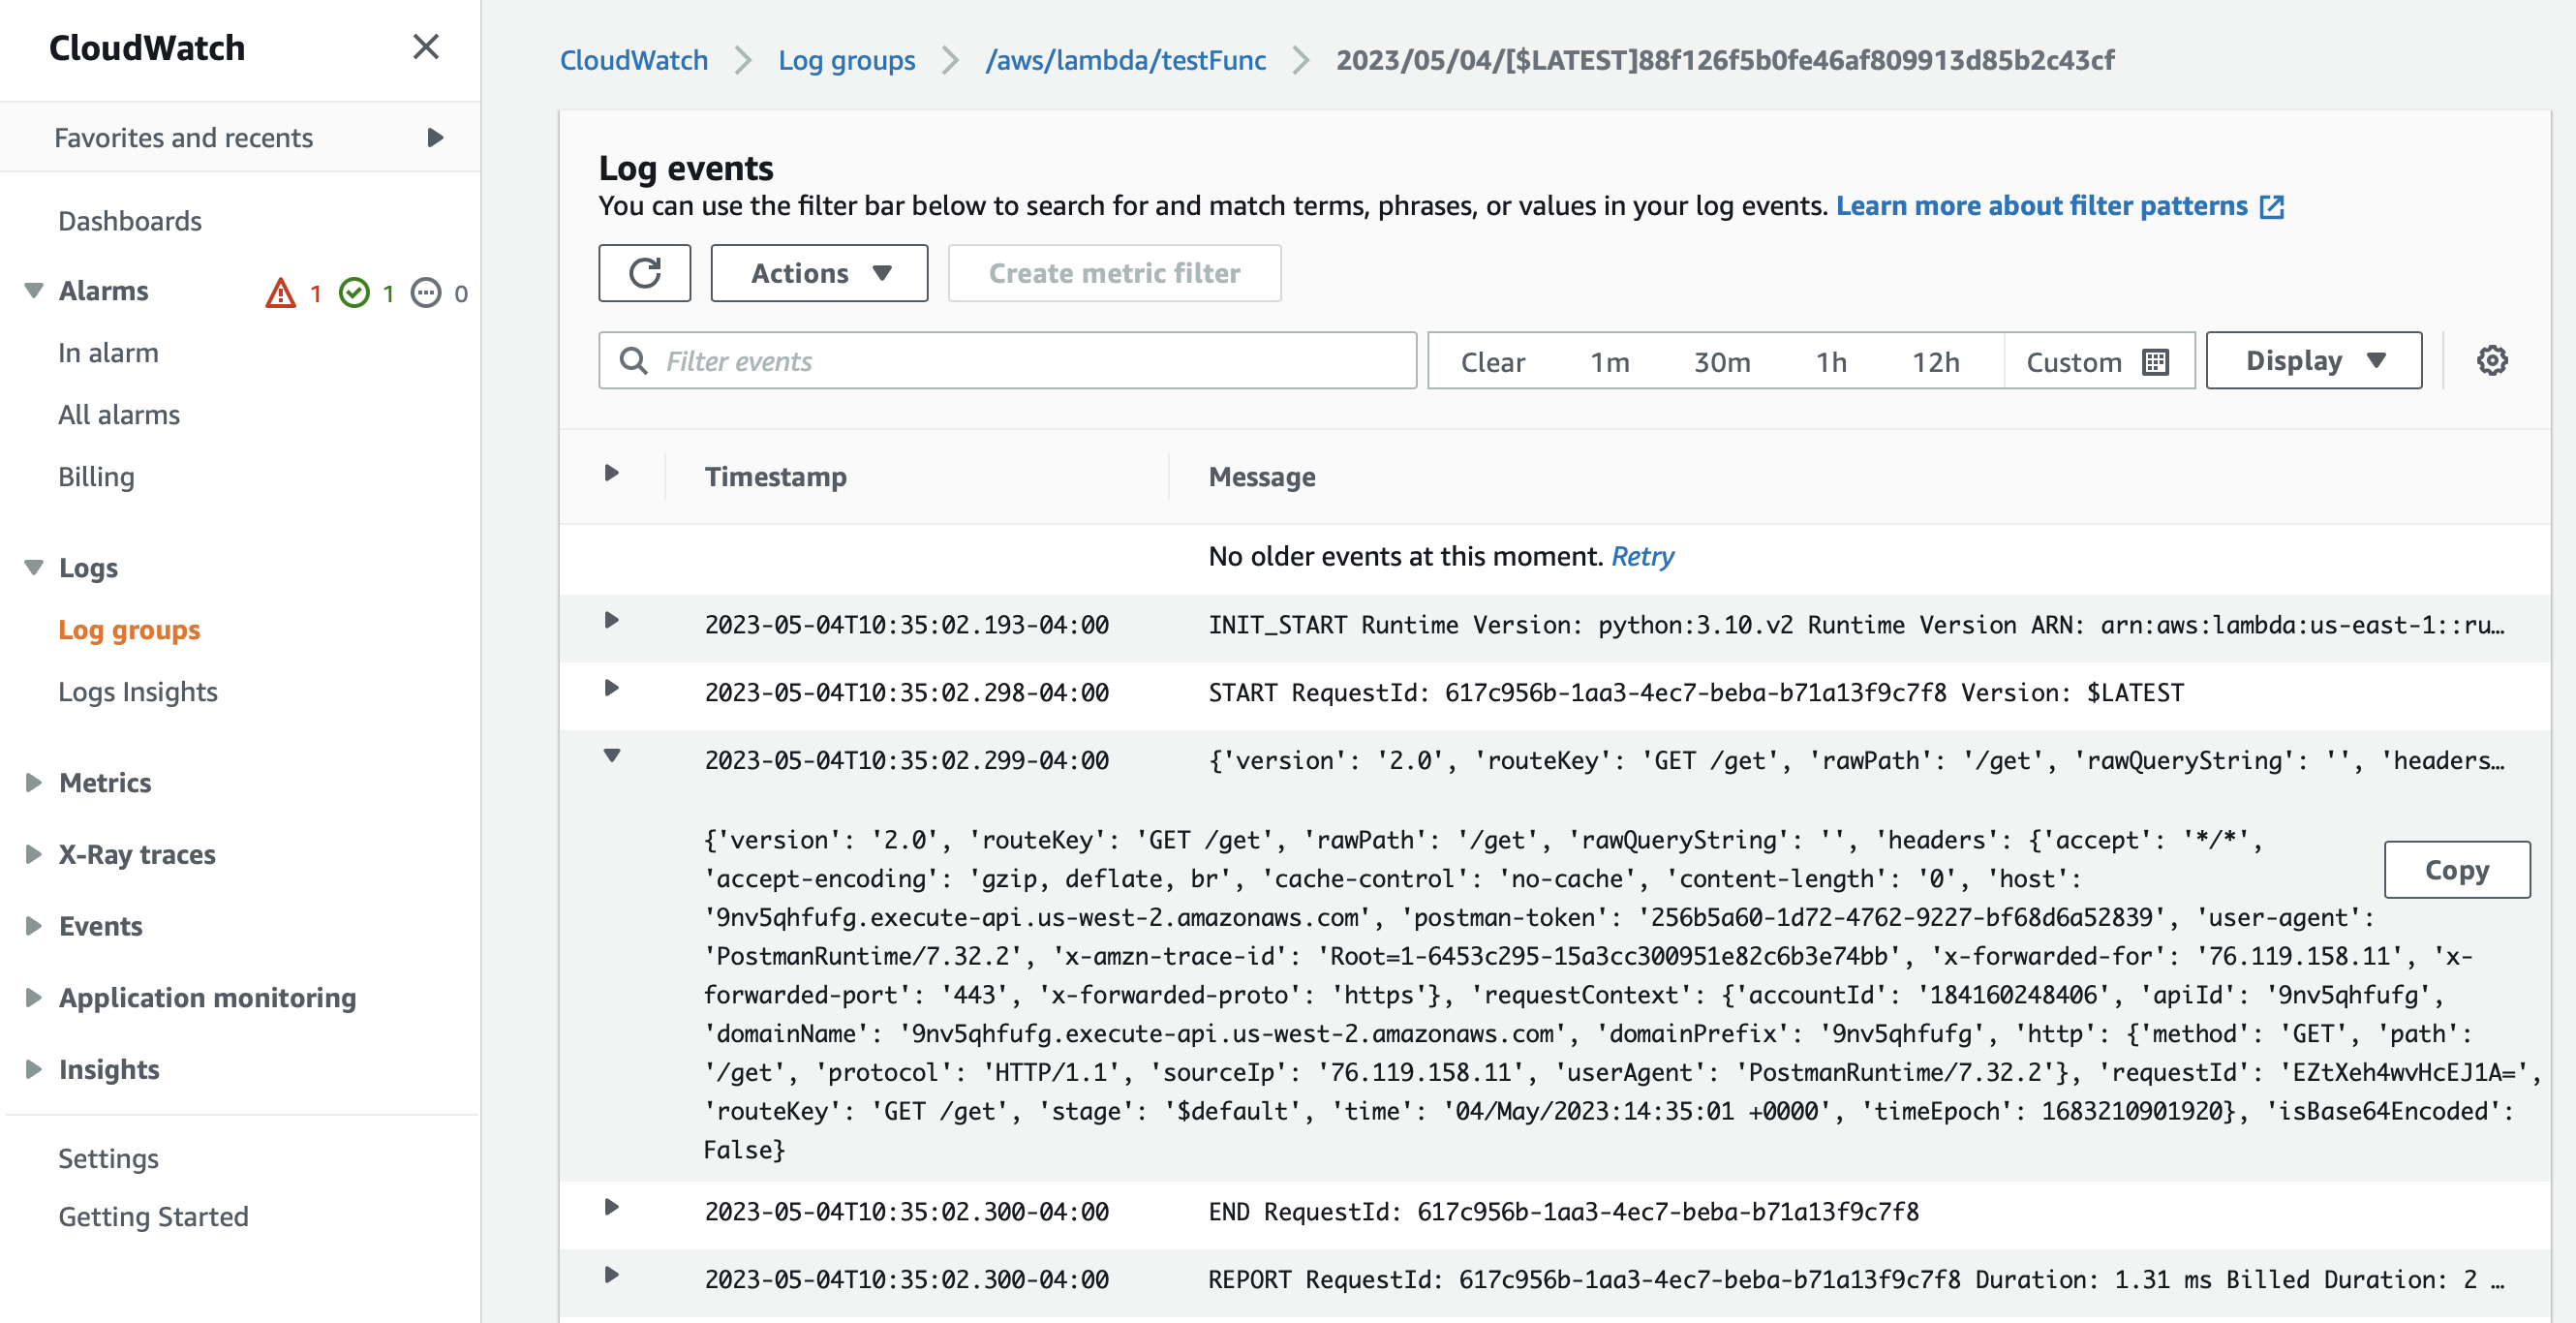 CloudWatch
Favorites and recents
Dashboards
Alarms 1 1 0
In alarm
All alarms
Billing
Logs
Log groups
Logs Insights
Metrics
X-Ray traces
Events
Application monitoring
Insights
Settings
Getting Started
CloudWatch Log groups /aws/lambda/testFunc 2023/05/04/[$LATEST]88f126f5b0fe46af809913d85b2c43cf
Log events
You can use the filter bar below to search for and match terms, phrases, or values in your log events. Learn more about filter patterns
Actions Create metric filter
Filter events Clear 1m 30m 1h 12h Custom Display
Timestamp Message
No older events at this moment. Retry
2023-05-04T10:35:02.193-04:00 INIT_START Runtime Version: python:3.10.v2 Runtime Version ARN: arn:aws:lambda:us-east-1::ru…
2023-05-04T10:35:02.298-04:00 START RequestId: 617c956b-1aa3-4ec7-beba-b71a13f9c7f8 Version: $LATEST
2023-05-04T10:35:02.299-04:00 {'version': '2.0', 'routeKey': 'GET /get', 'rawPath': '/get', 'rawQueryString': '', 'headers…
{'version': '2.0', 'routeKey': 'GET /get', 'rawPath': '/get', 'rawQueryString': '', 'headers': {'accept': '*/*',
Copy
'accept-encoding': 'gzip, deflate, br', 'cache-control': 'no-cache', 'content-length': '0', 'host':
'9nv5qhfufg.execute-api.us-west-2.amazonaws.com', 'postman-token': '256b5a60-1d72-4762-9227-bf68d6a52839', 'user-agent':
'PostmanRuntime/7.32.2', 'x-amzn-trace-id': 'Root=1-6453c295-15a3cc300951e82c6b3e74bb', 'x-forwarded-for': '76.119.158.11', 'x-
forwarded-port': '443', 'x-forwarded-proto': 'https'}, 'requestContext': {'accountId': '184160248406', 'apiId': '9nv5qhfufg',
'domainName': '9nv5qhfufg.execute-api.us-west-2.amazonaws.com', 'domainPrefix': '9nv5qhfufg', 'http': {'method': 'GET', 'path':
'/get', 'protocol': 'HTTP/1.1', 'sourceIp': '76.119.158.11', 'userAgent': 'PostmanRuntime/7.32.2'}, 'requestId': 'EZtXeh4wvHcEJ1A=',
'routeKey': 'GET /get', 'stage': '$default', 'time': '04/May/2023:14:35:01 +0000', 'timeEpoch': 1683210901920}, 'isBase64Encoded':
False}
2023-05-04T10:35:02.300-04:00 END RequestId: 617c956b-1aa3-4ec7-beba-b71a13f9c7f8
2023-05-04T10:35:02.300-04:00 REPORT RequestId: 617c956b-1aa3-4ec7-beba-b71a13f9c7f8 Duration: 1.31 ms Billed Duration: 2 …